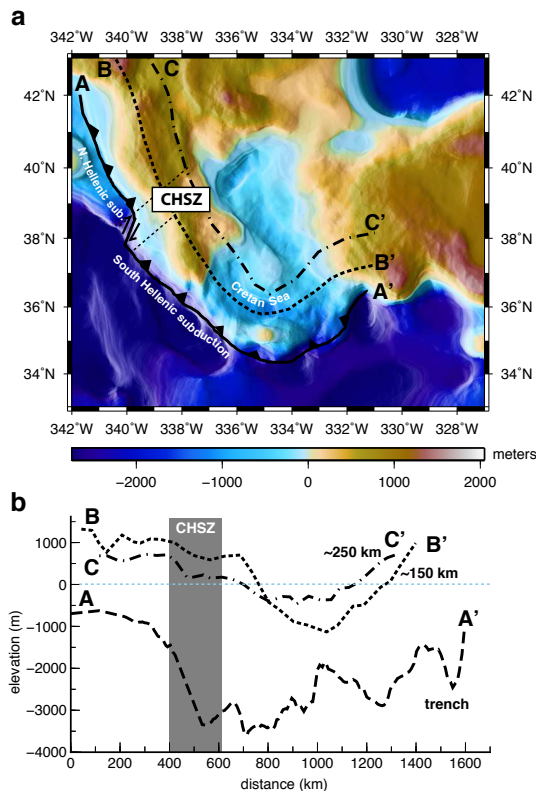 a
342˚W 340˚W 338˚W 336˚W 334˚W 332˚W 330˚W 328˚W
42˚N
40˚N
38˚N
36˚N
34˚N
A
B
C
N. Hellenic sub.
CHSZ
South Hellenic subduction
Cretan Sea
C’
B’
A’
42˚N
40˚N
38˚N
36˚N
34˚N
342˚W 340˚W 338˚W 336˚W 334˚W 332˚W 330˚W 328˚W
meters
−2000 −1000 0 1000 2000
b
CHSZ
B
C
A
~250 km
C’
B’
~150 km
A’
trench
elevation (m)
1000
0
−1000
−2000
−3000
−4000
0 200 400 600 800 1000 1200 1400 1600
distance (km)